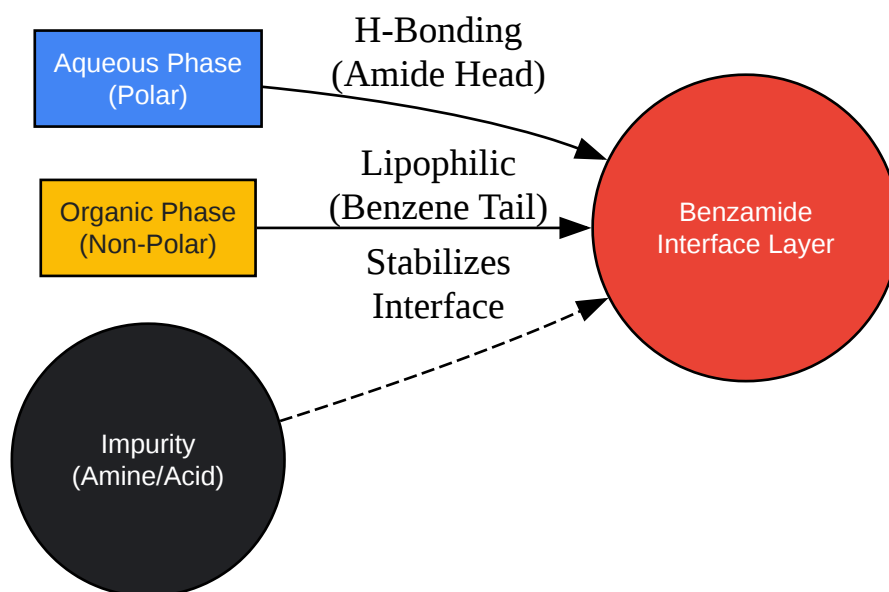 Aqueous Phase
(Polar)
H-Bonding
(Amide Head)
Organic Phase
(Non-Polar)
Lipophilic
(Benzene Tail)
Benzamide
Interface Layer
Stabilizes
Interface
Impurity
(Amine/Acid)